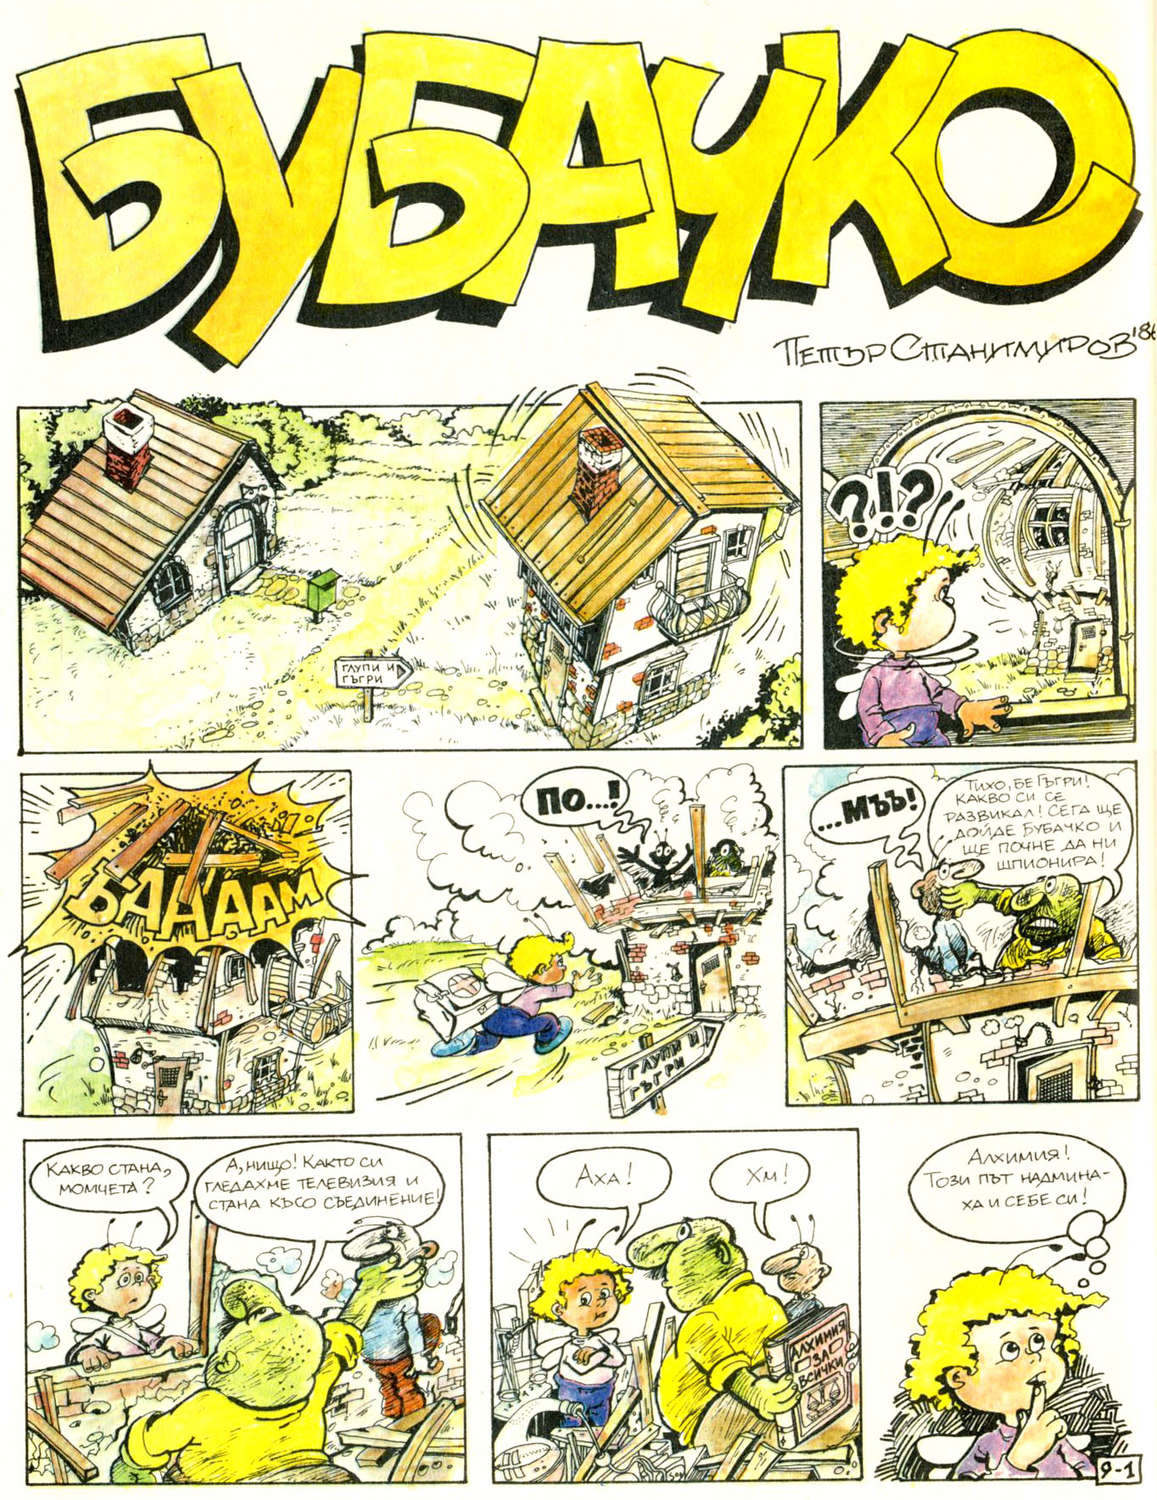 БУБАЧКО
ПЕТЪР СТАНИМИРОВ '86
ГЛУПИ И
ГЪГРИ
?!?
БАНААМ
ПО...!
ГЛУПИ И
ГЪГРИ
...МЪЪ!
ТИХО, БЕ ГЪГРИ!
КАКВО СИ СЕ
РАЗВИКАЛ! СЕГА ЩЕ
ДОЙДЕ БУБАЧКО И
ЩЕ ПОЧНЕ ДА НИ
ШПИОНИРА!
КАКВО СТАНА,
МОМЧЕТА?
А, НИЩО! КАКТО СИ
ГЛЕДАХМЕ ТЕЛЕВИЗИЯ И
СТАНА КЪСО СЪЕДИНЕНИЕ!
АХА!
ХМ!
АЛХИМИЯ
ЗА
ВСИЧКИ
АЛХИМИЯ!
ТОЗИ ПЪТ НАДМИНА-
ХА И СЕБЕ СИ!
9-1